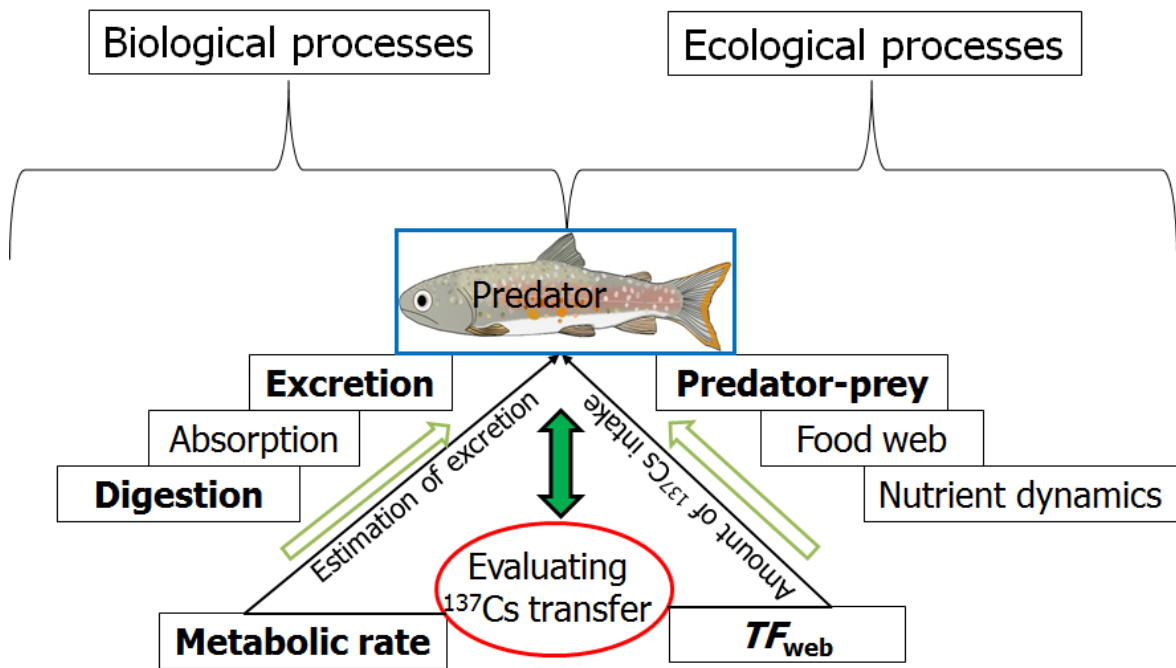 Biological processes
Ecological processes
Predator
Excretion
Absorption
Digestion
Predator-prey
Food web
Nutrient dynamics
Estimation of excretion
Amount of ¹³⁷Cs intake
Evaluating
¹³⁷Cs transfer
Metabolic rate
TFweb